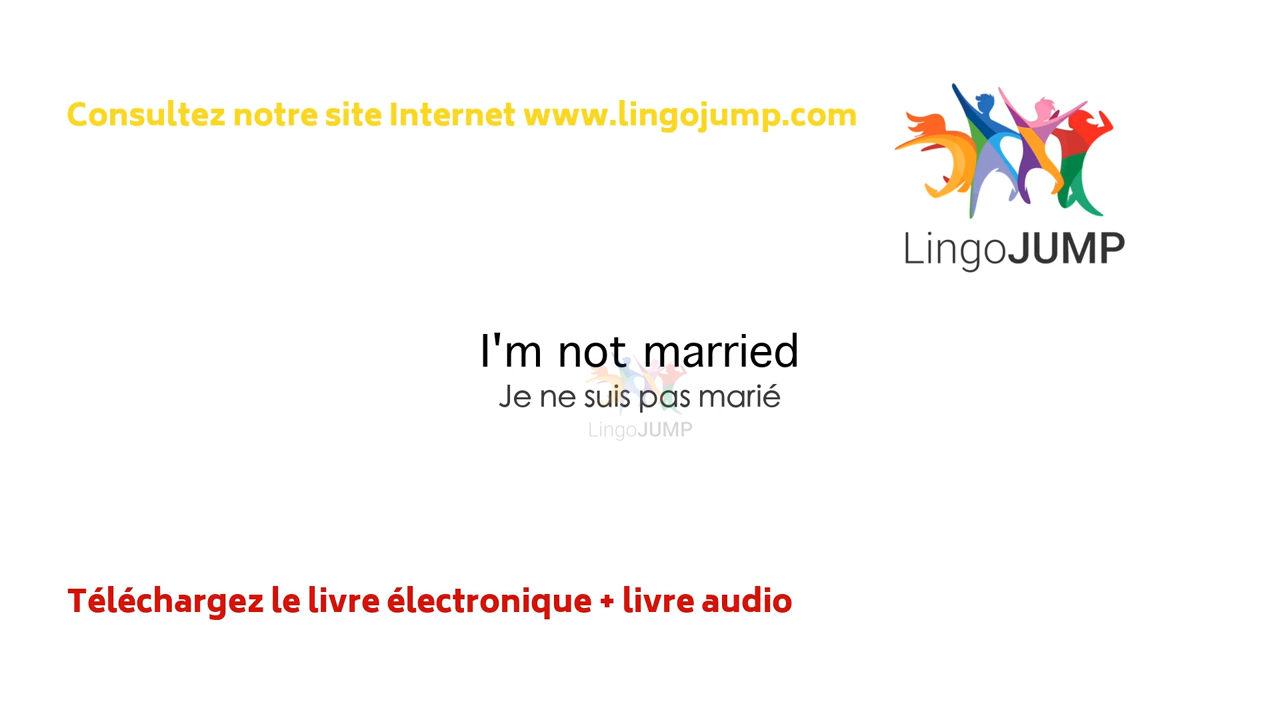 Consultez notre site Internet www.lingojump.com
LingoJUMP
I'm not married
Je ne suis pas marié
LingoJUMP
Téléchargez le livre électronique + livre audio